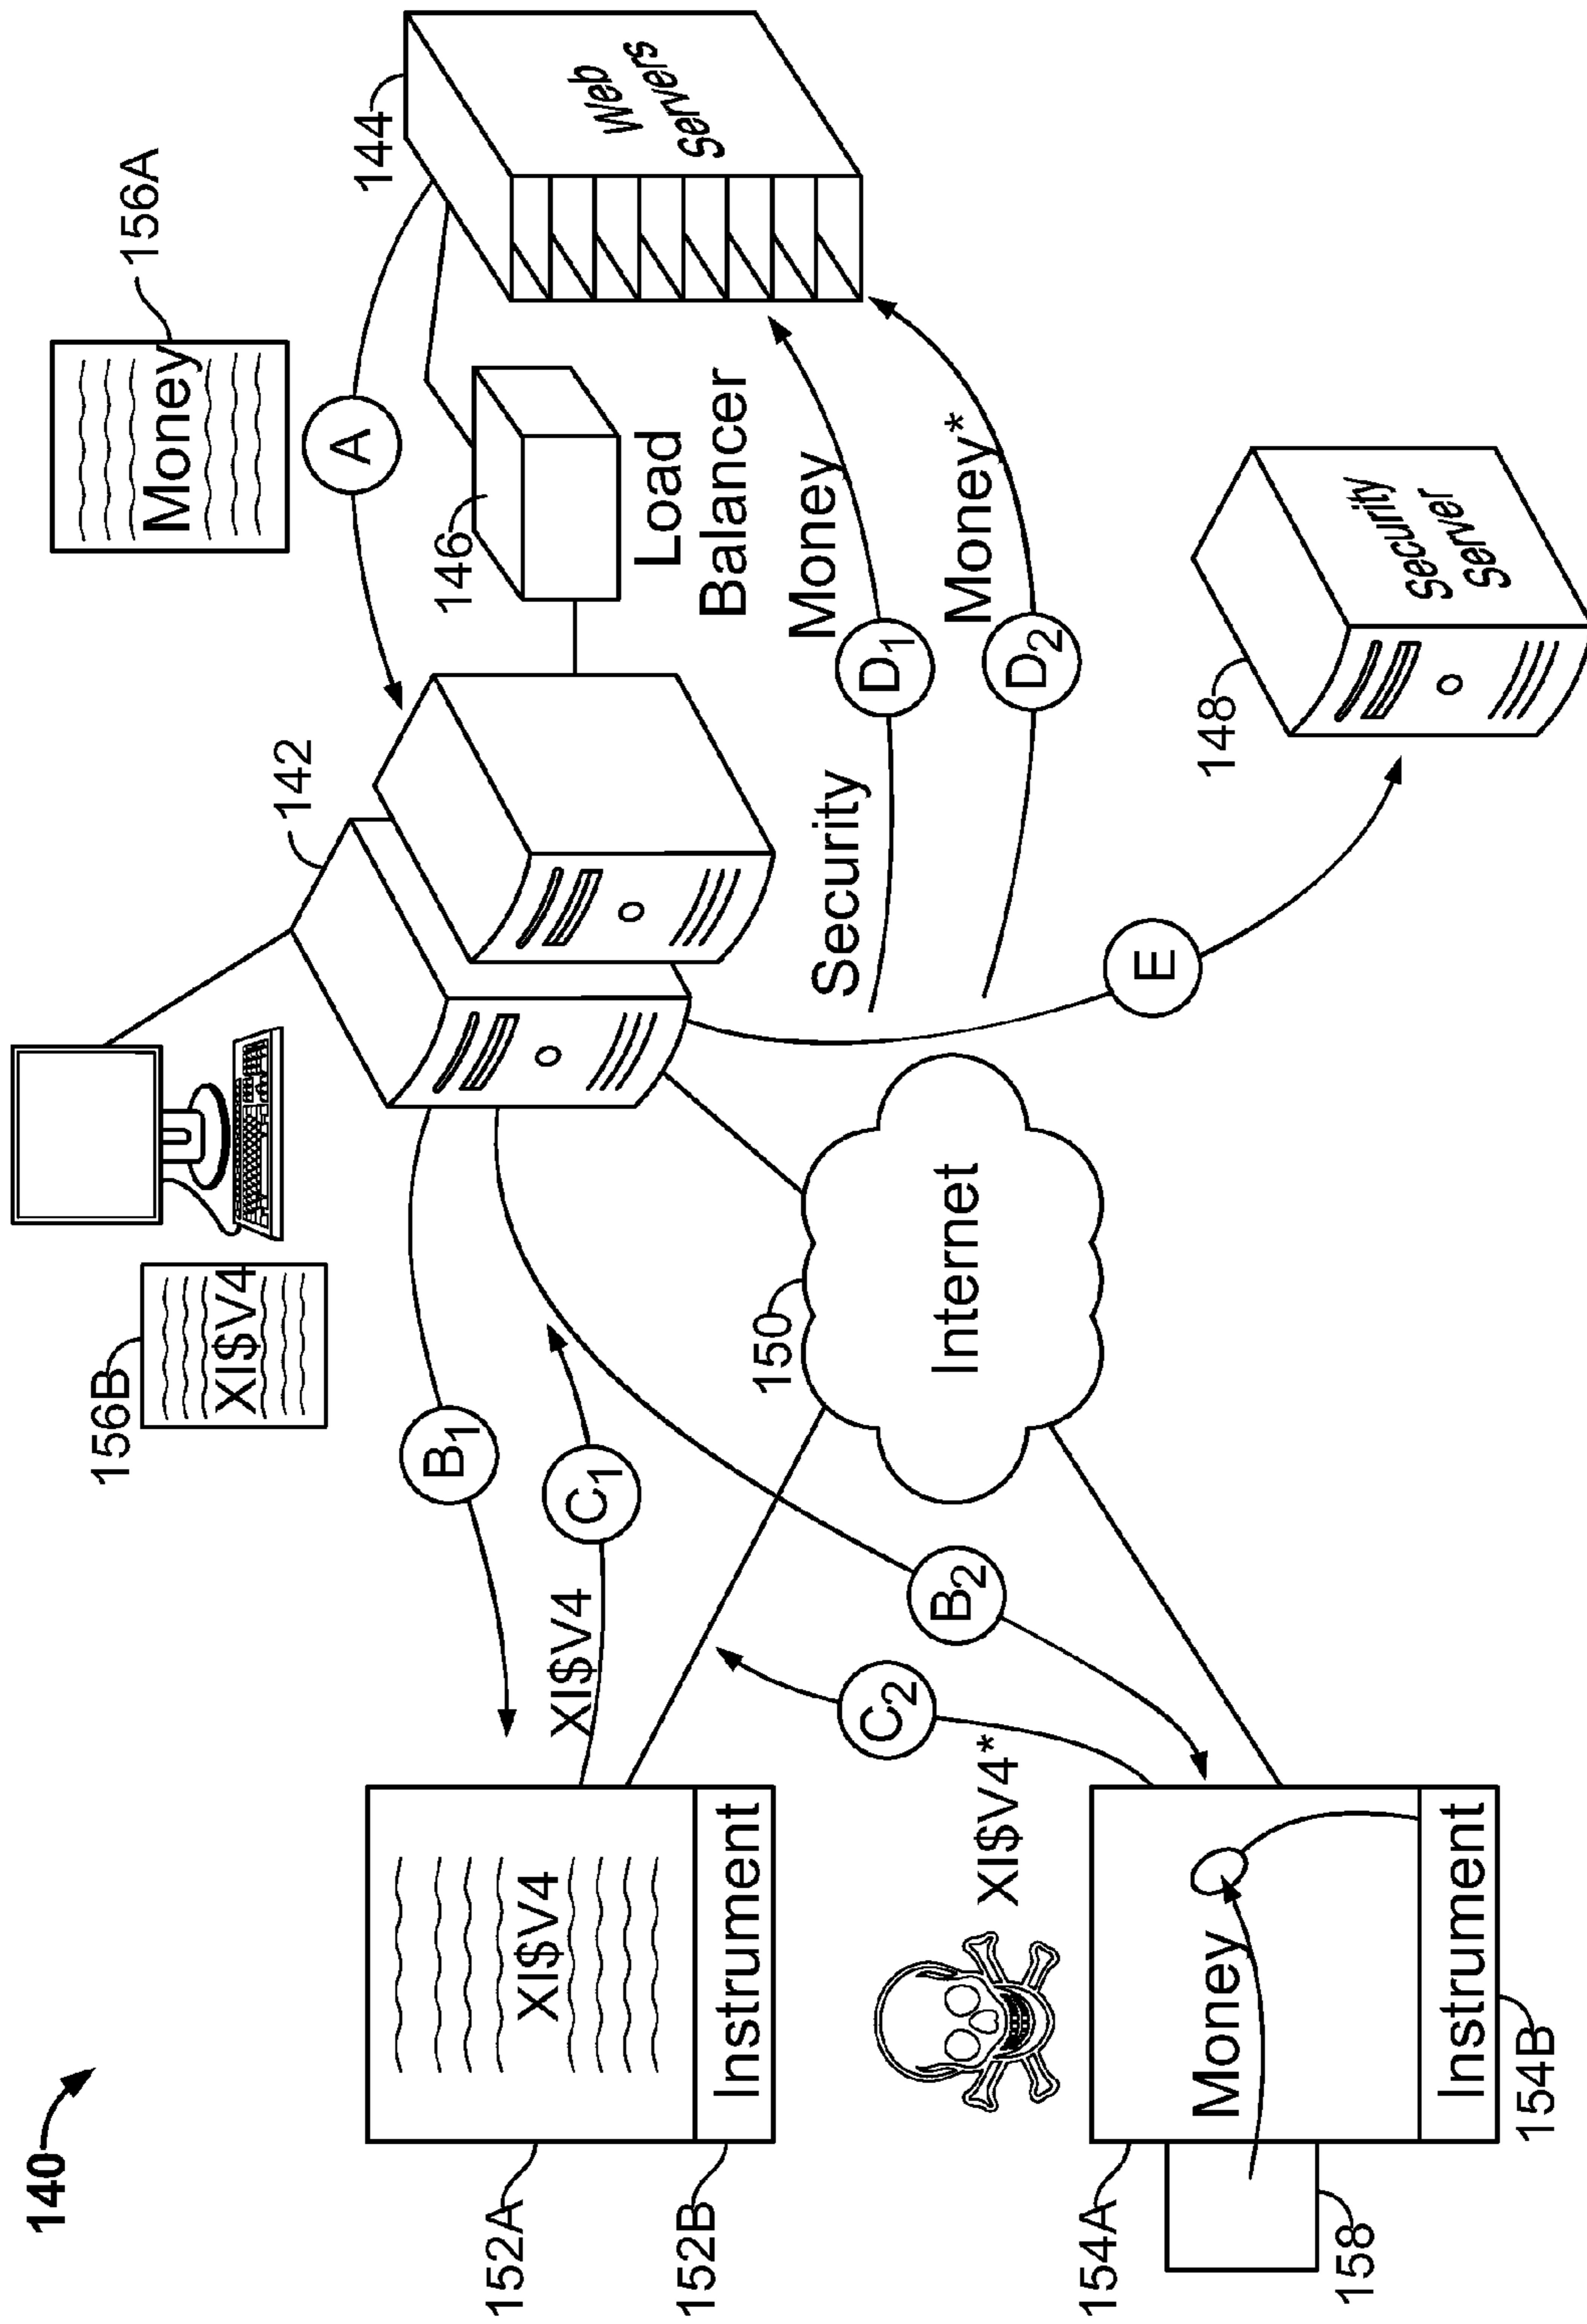 140
156B
156A
Money
XI$V4
142
A
144
B1
146
Web
Servers
152A
XI$V4
XI$V4
C1
Load
Balancer
152B
Instrument
150
Security
Money
C2
D1
Internet
B2
Money*
XI$V4*
D2
154A
E
Money
148
158
Security
Server
Instrument
154B